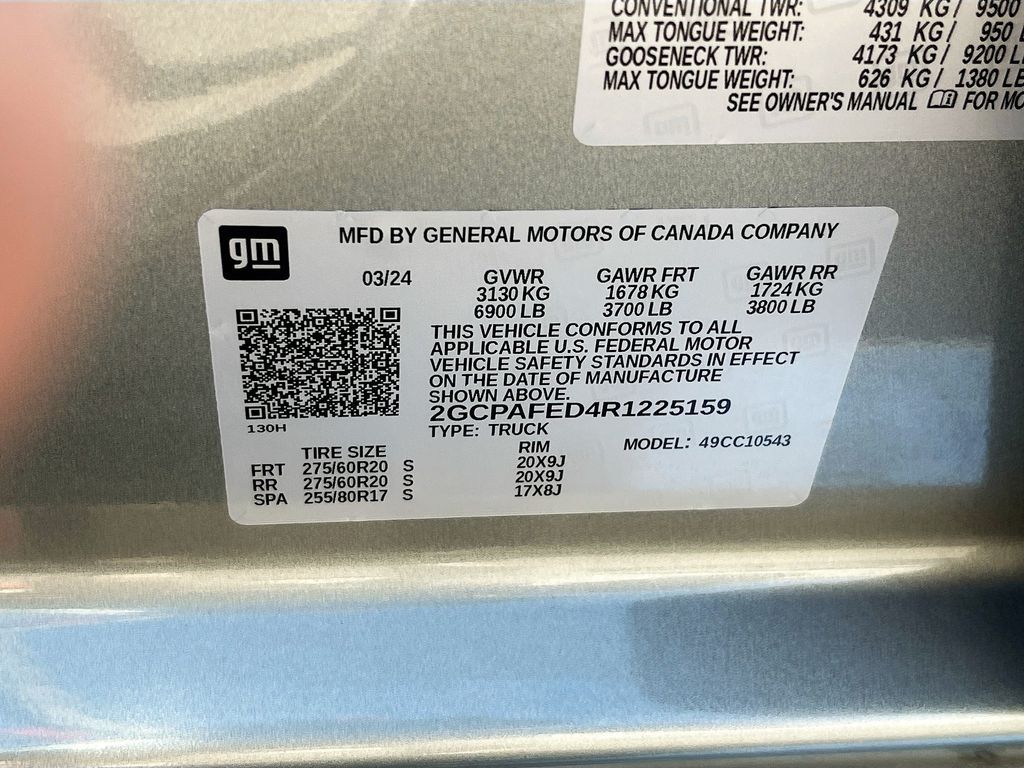 CONVENTIONAL TWR: 4309 KG / 9500
MAX TONGUE WEIGHT: 431 KG / 950
GOOSENECK TWR: 4173 KG / 9200 L
MAX TONGUE WEIGHT: 626 KG / 1380 LB
SEE OWNER'S MANUAL FOR MO
gm
MFD BY GENERAL MOTORS OF CANADA COMPANY
03/24 GVWR GAWR FRT GAWR RR
3130 KG 1678 KG 1724 KG
6900 LB 3700 LB 3800 LB
THIS VEHICLE CONFORMS TO ALL
APPLICABLE U.S. FEDERAL MOTOR
VEHICLE SAFETY STANDARDS IN EFFECT
ON THE DATE OF MANUFACTURE
SHOWN ABOVE.
2GCPAFED4R1225159
130H
TYPE: TRUCK MODEL: 49CC10543
TIRE SIZE RIM
FRT 275/60R20 S 20X9J
RR 275/60R20 S 20X9J
SPA 255/80R17 S 17X8J